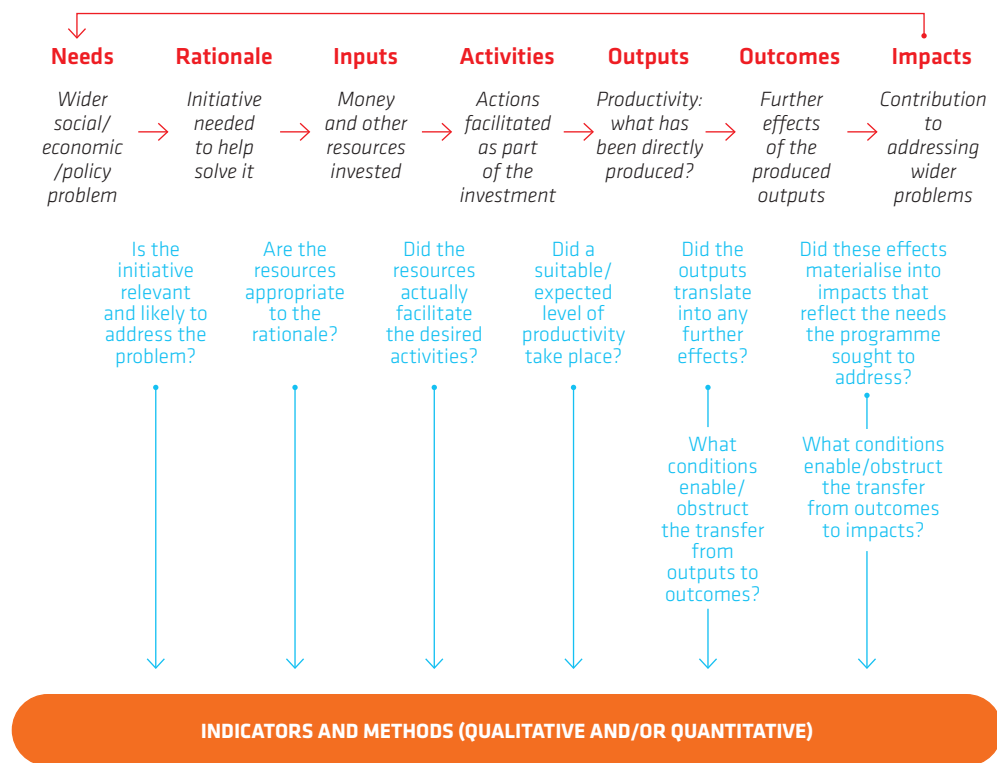 Needs
Rationale
Inputs
Activities
Outputs
Outcomes
Impacts
Wider
social/
economic
/policy
problem
Initiative
needed
to help
solve it
Money
and other
resources
invested
Actions
facilitated
as part
of the
investment
Productivity:
what has
been directly
produced?
Further
effects
of the
produced
outputs
Contribution
to
addressing
wider
problems
Is the
initiative
relevant
and likely to
address the
problem?
Are the
resources
appropriate
to the
rationale?
Did the
resources
actually
facilitate
the desired
activities?
Did a
suitable/
expected
level of
productivity
take place?
Did the
outputs
translate
into any
further
effects?
Did these effects
materialise into
impacts that
reflect the needs
the programme
sought to
address?
What
conditions
enable/
obstruct
the transfer
from
outputs to
outcomes?
What conditions
enable/obstruct
the transfer
from outcomes
to impacts?
INDICATORS AND METHODS (QUALITATIVE AND/OR QUANTITATIVE)